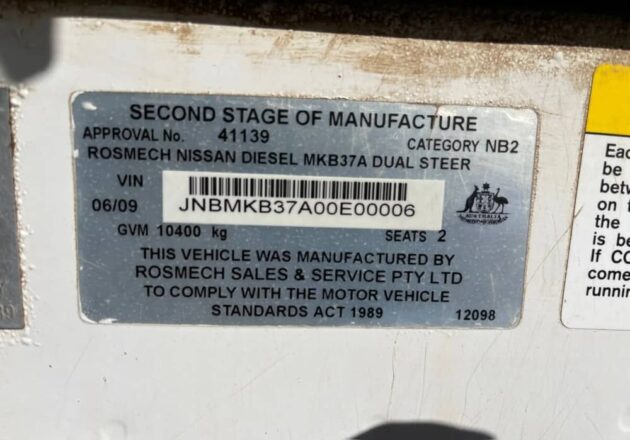 SECOND STAGE OF MANUFACTURE
APPROVAL No. 41139 CATEGORY NB2
ROSMECH NISSAN DIESEL MKB37A DUAL STEER
VIN
06/09 JNBMKB37A00E00006
AUSTRALIA
GVM 10400 kg SEATS 2
THIS VEHICLE WAS MANUFACTURED BY
ROSMECH SALES & SERVICE PTY LTD
TO COMPLY WITH THE MOTOR VEHICLE
STANDARDS ACT 1989 12098
Eac
be
betw
on t
the
is be
If CO
come
runnin